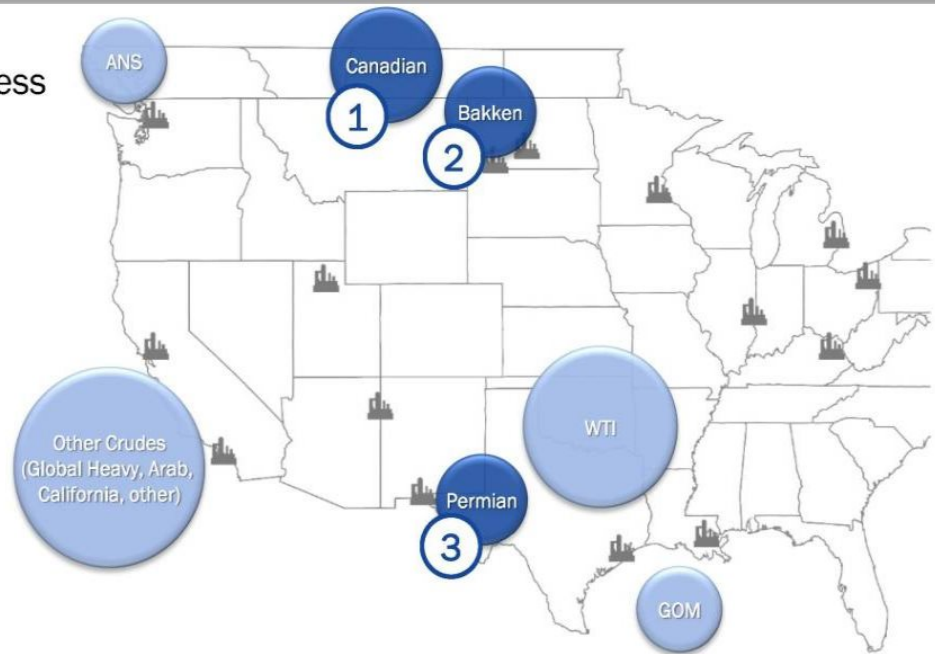 ess
ANS
Canadian
1
Bakken
2
Other Crudes
(Global Heavy, Arab,
California, other)
WTI
Permian
3
GOM